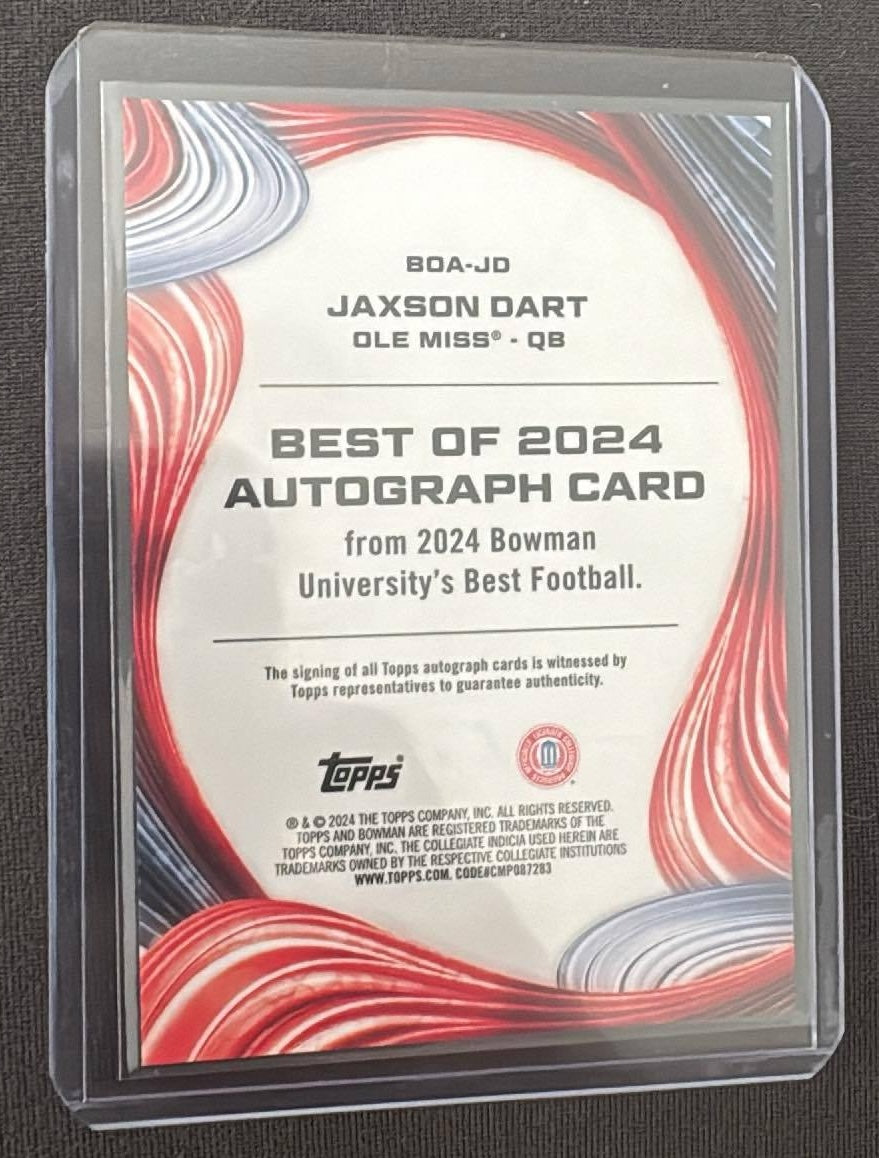 BOA-JD
JAXSON DART
OLE MISS® - QB
BEST OF 2024
AUTOGRAPH CARD
from 2024 Bowman
University's Best Football.
The signing of all Topps autograph cards is witnessed by
Topps representatives to guarantee authenticity.
Topps®
® & © 2024 THE TOPPS COMPANY, INC. ALL RIGHTS RESERVED.
TOPPS AND BOWMAN ARE REGISTERED TRADEMARKS OF THE
TOPPS COMPANY, INC. THE COLLEGIATE INDICIA USED HEREIN ARE
TRADEMARKS OWNED BY THE RESPECTIVE COLLEGIATE INSTITUTIONS
WWW.TOPPS.COM. CODE#CMP087283